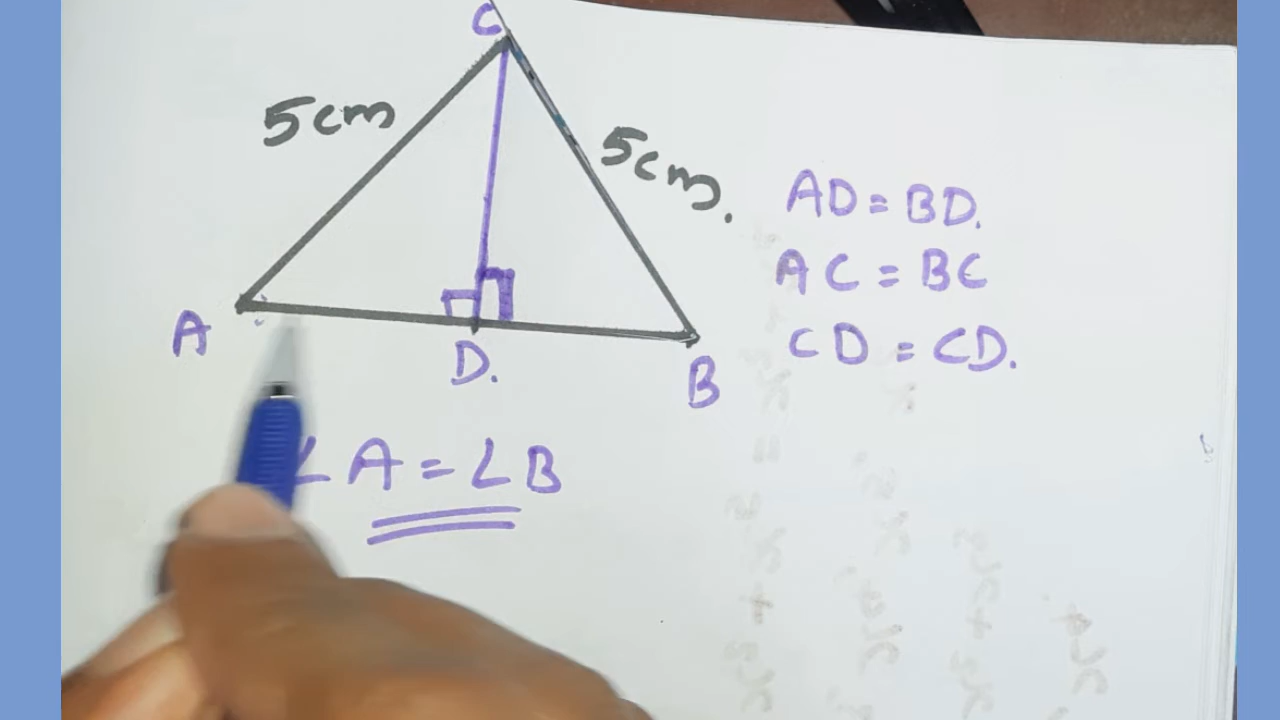 C
5cm
5cm.
AD = BD.
AC = BC
CD = CD.
A
D.
B
∠A = ∠B